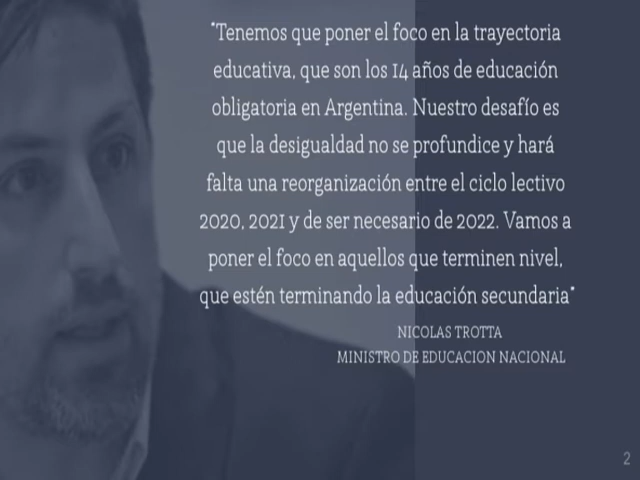 "Tenemos que poner el foco en la trayectoria
educativa, que son los 14 años de educación
obligatoria en Argentina. Nuestro desafío es
que la desigualdad no se profundice y hará
falta una reorganización entre el ciclo lectivo
2020, 2021 y de ser necesario de 2022. Vamos a
poner el foco en aquellos que terminen nivel,
que estén terminando la educación secundaria"
NICOLAS TROTTA
MINISTRO DE EDUCACION NACIONAL
2